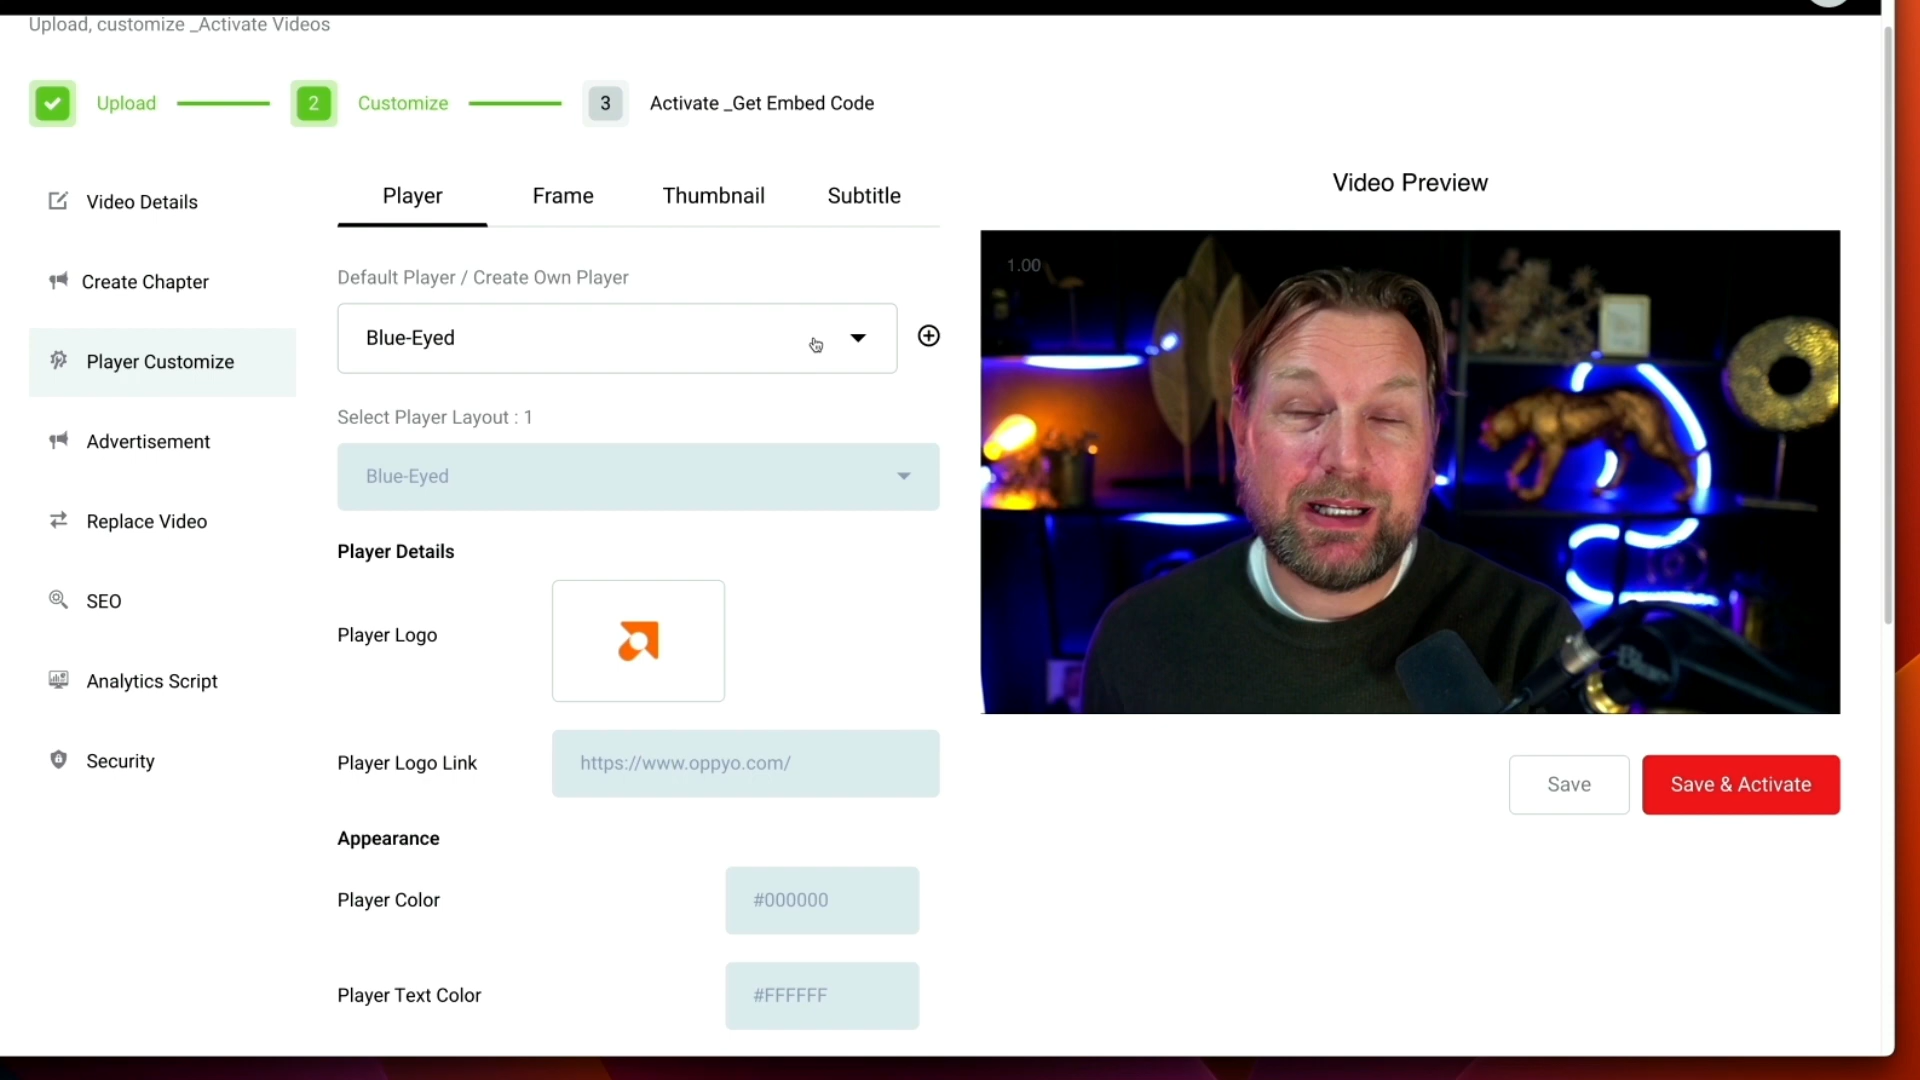 Upload, customize _Activate Videos
Upload
2
Customize
3
Activate _Get Embed Code
Video Details
Create Chapter
Player Customize
Advertisement
Replace Video
SEO
Analytics Script
Security
Player
Frame
Thumbnail
Subtitle
Default Player / Create Own Player
Blue-Eyed
Select Player Layout : 1
Blue-Eyed
Player Details
Player Logo
Player Logo Link
https://www.oppyo.com/
Appearance
Player Color
#000000
Player Text Color
#FFFFFF
Video Preview
1.00
Blue
Save
Save & Activate